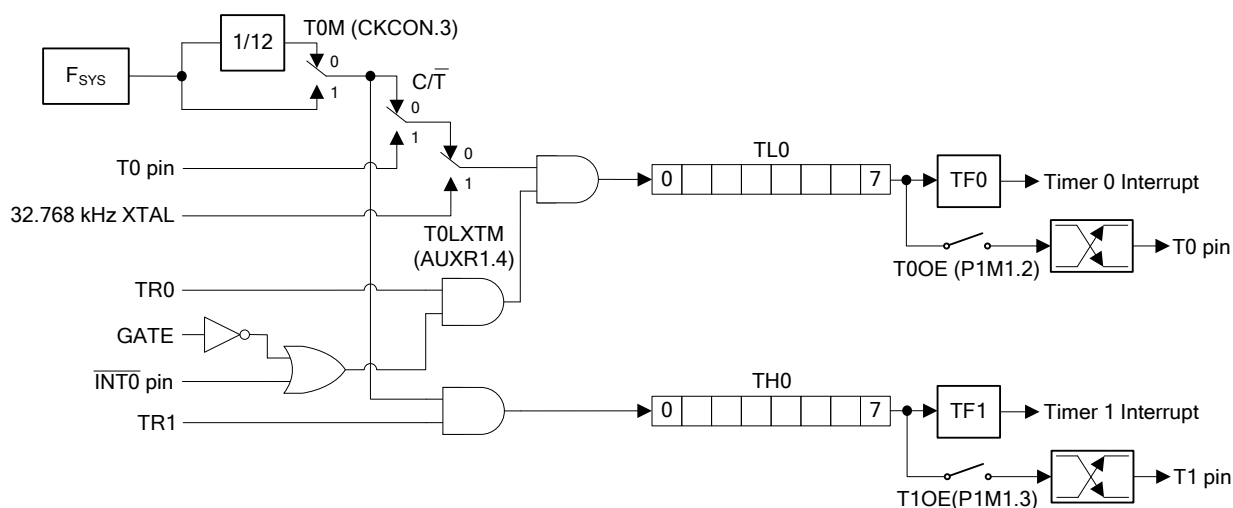 T0M (CKCON.3)
1/12
0
FSYS
1
C/T̅
0
1
T0 pin
0
1
32.768 kHz XTAL
T0LXTM
(AUXR1.4)
TL0
0 7
TF0
Timer 0 Interrupt
T0OE (P1M1.2)
T0 pin
TR0
GATE
I̅N̅T̅0̅ pin
TR1
TH0
0 7
TF1
Timer 1 Interrupt
T1OE(P1M1.3)
T1 pin